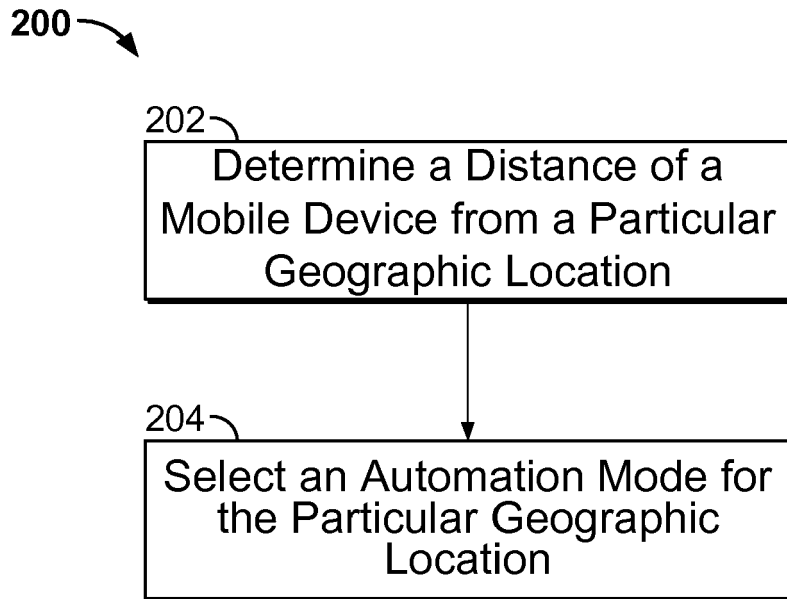 200
202
Determine a Distance of a
Mobile Device from a Particular
Geographic Location
204
Select an Automation Mode for
the Particular Geographic
Location